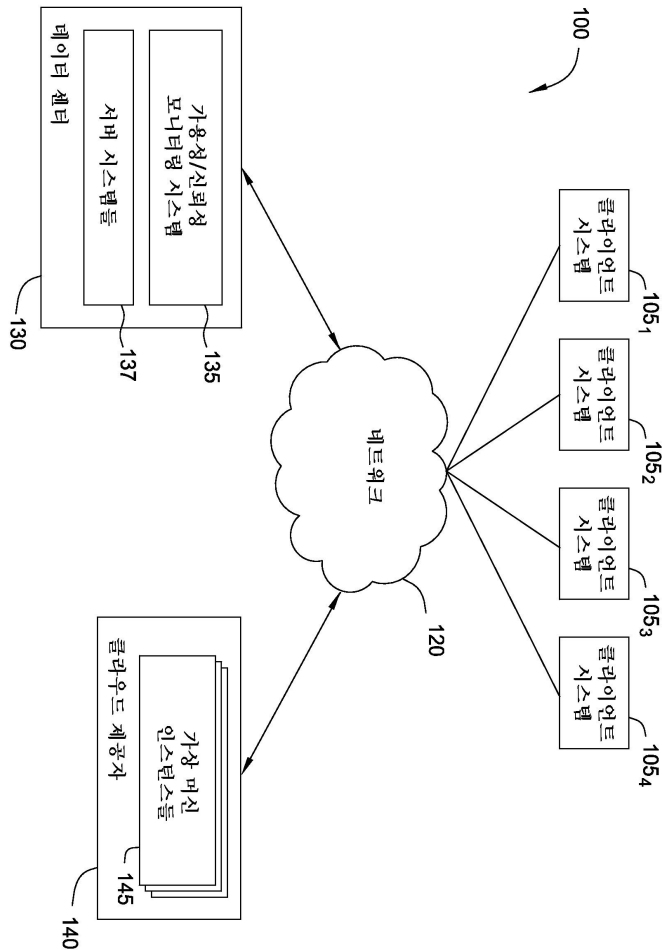 100
클라이언트
시스템
105₁
클라이언트
시스템
105₂
클라이언트
시스템
105₃
클라이언트
시스템
105₄
네트워크
120
가용성/신뢰성
모니터링 시스템
135
서버 시스템들
137
데이터 센터
130
가상 머신
인스턴스들
145
클라우드 제공자
140